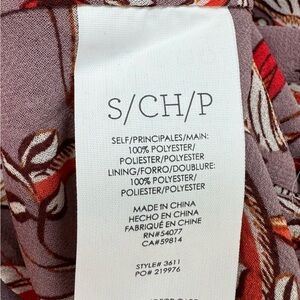 S/CH/P
SELF/PRINCIPALES/MAIN:
100% POLYESTER/
POLIESTER/POLYESTER
LINING/FORRO/DOUBLURE:
100% POLYESTER/
POLIESTER/POLYESTER
MADE IN CHINA
HECHO EN CHINA
FABRIQUÉ EN CHINE
RN#54077
CA#59814
STYLE# 3611
PO# 219976